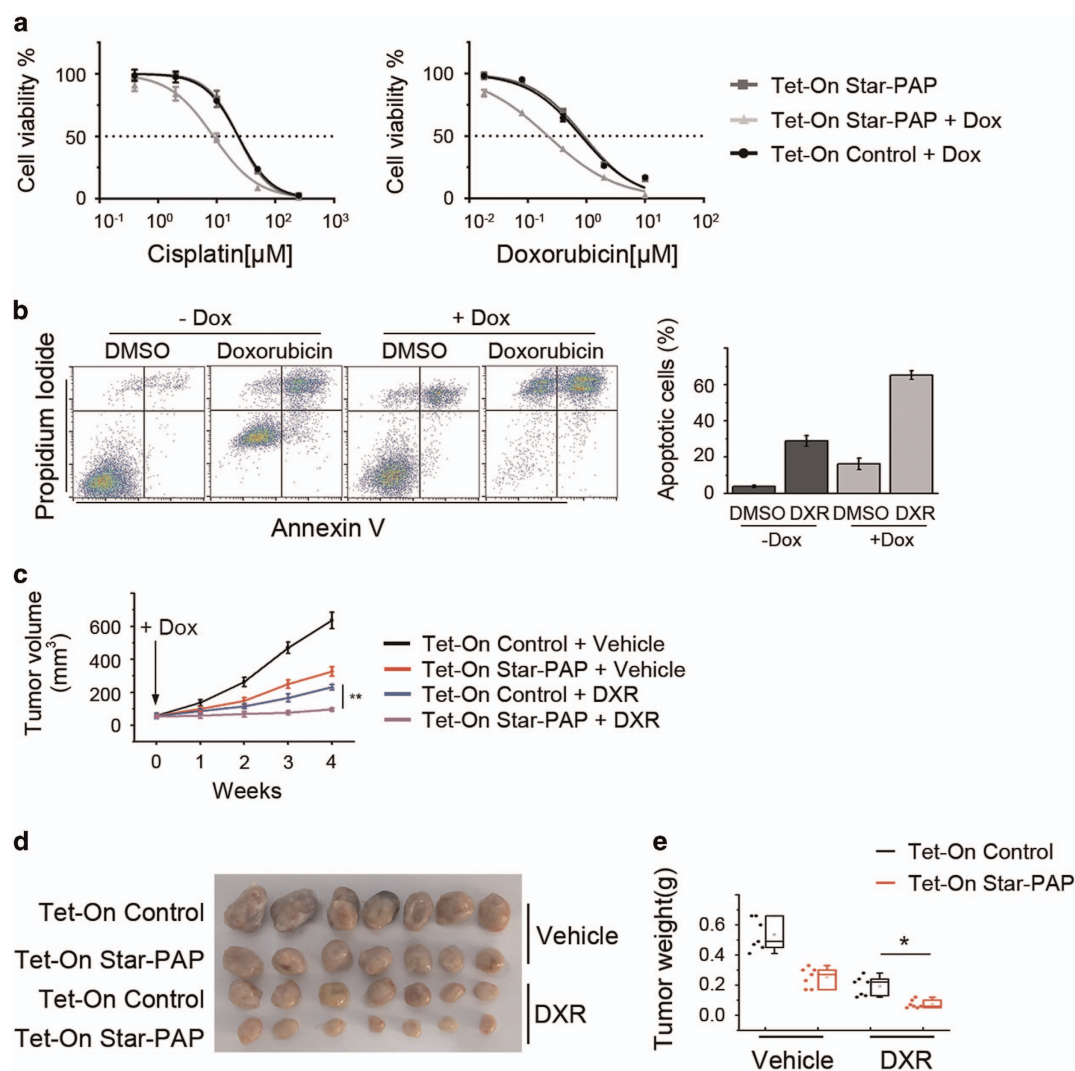 a
Cell viability %
100
50
0
10-1 100 101 102 103
Cisplatin[µM]
Cell viability %
100
50
0
10-2 10-1 100 101 102
Doxorubicin[µM]
Tet-On Star-PAP
Tet-On Star-PAP + Dox
Tet-On Control + Dox
b
Propidium Iodide
- Dox
+ Dox
DMSO
Doxorubicin
DMSO
Doxorubicin
Annexin V
Apoptotic cells (%)
60
40
20
0
DMSO DXR DMSO DXR
-Dox
+Dox
c
Tumor volume
(mm3)
600
400
200
0
+ Dox
0 1 2 3 4
Weeks
Tet-On Control + Vehicle
Tet-On Star-PAP + Vehicle
Tet-On Control + DXR
Tet-On Star-PAP + DXR
**
d
Tet-On Control
Tet-On Star-PAP
Tet-On Control
Tet-On Star-PAP
Vehicle
DXR
e
Tet-On Control
Tet-On Star-PAP
Tumor weight(g)
0.6
0.4
0.2
0.0
*
Vehicle
DXR